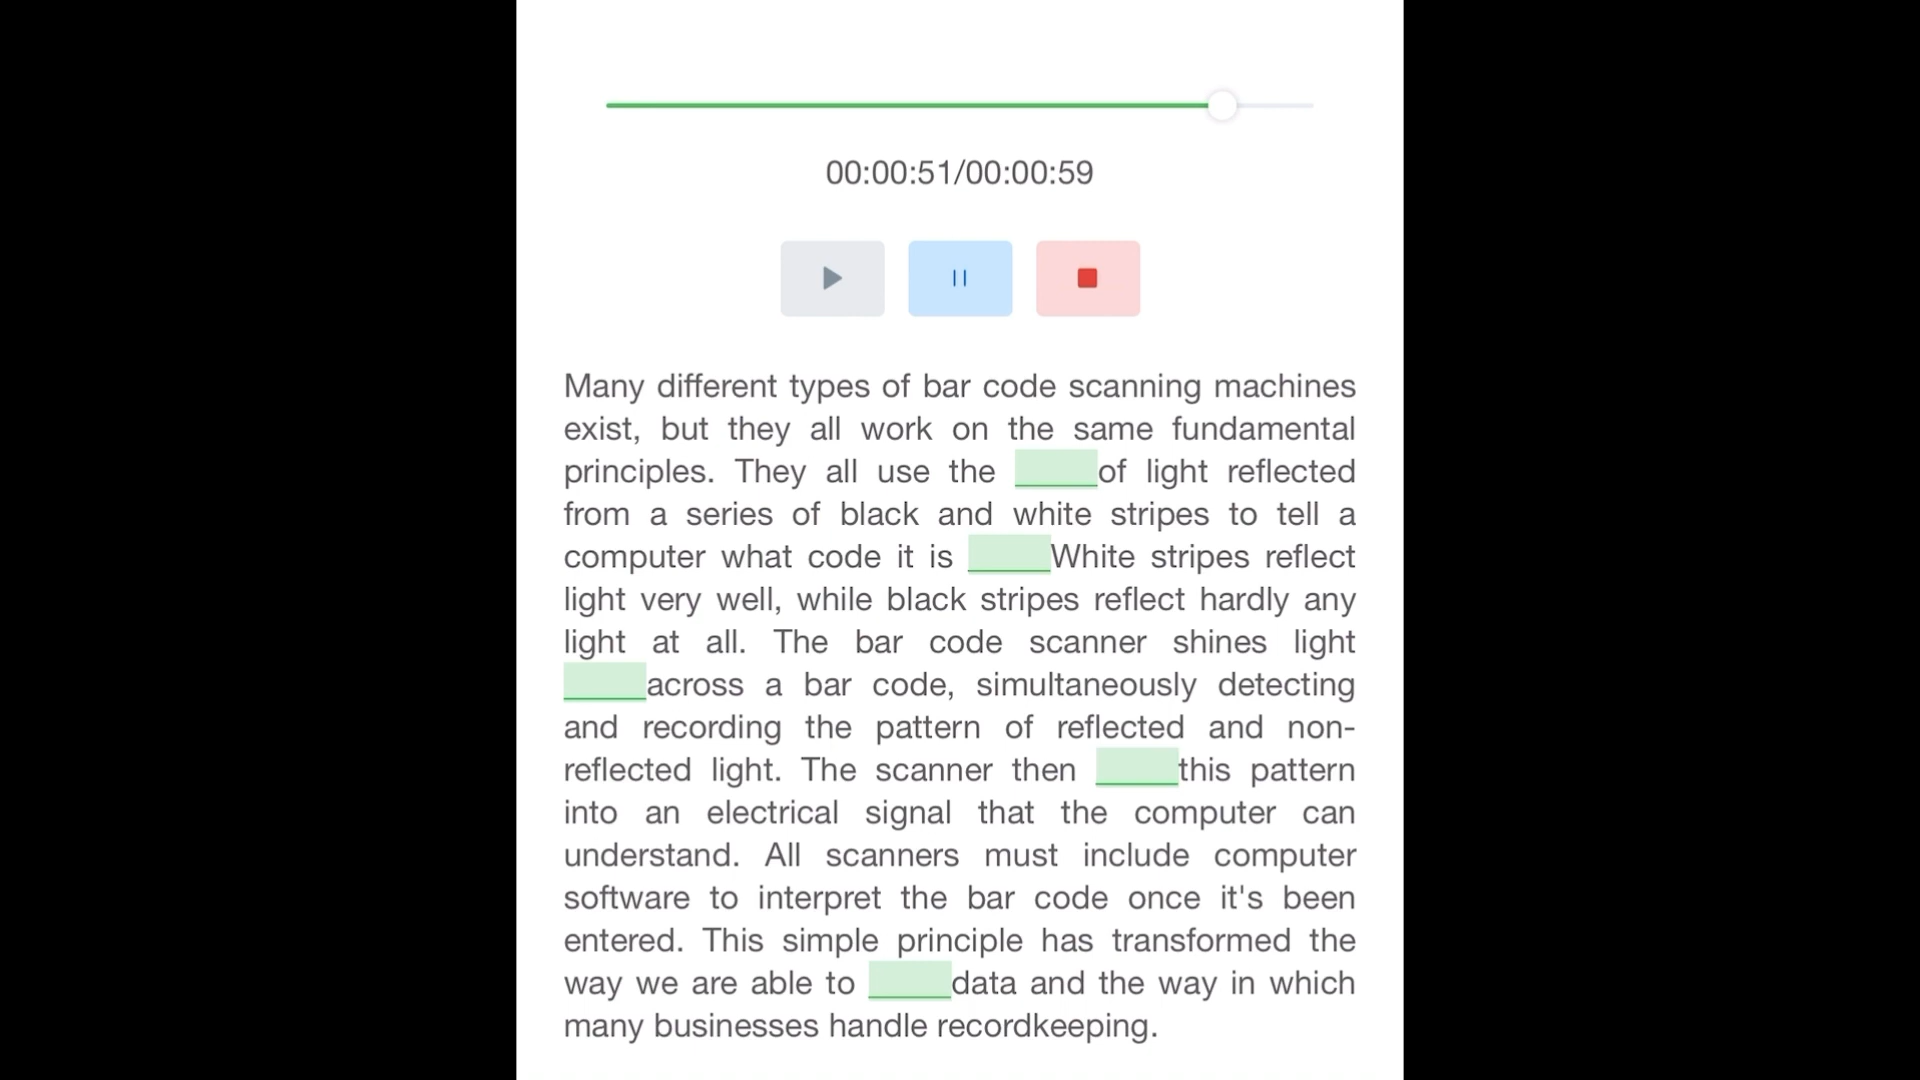 00:00:51/00:00:59
Many different types of bar code scanning machines
exist, but they all work on the same fundamental
principles. They all use the _____of light reflected
from a series of black and white stripes to tell a
computer what code it is _____White stripes reflect
light very well, while black stripes reflect hardly any
light at all. The bar code scanner shines light
_____across a bar code, simultaneously detecting
and recording the pattern of reflected and non-
reflected light. The scanner then _____this pattern
into an electrical signal that the computer can
understand. All scanners must include computer
software to interpret the bar code once it's been
entered. This simple principle has transformed the
way we are able to _____data and the way in which
many businesses handle recordkeeping.